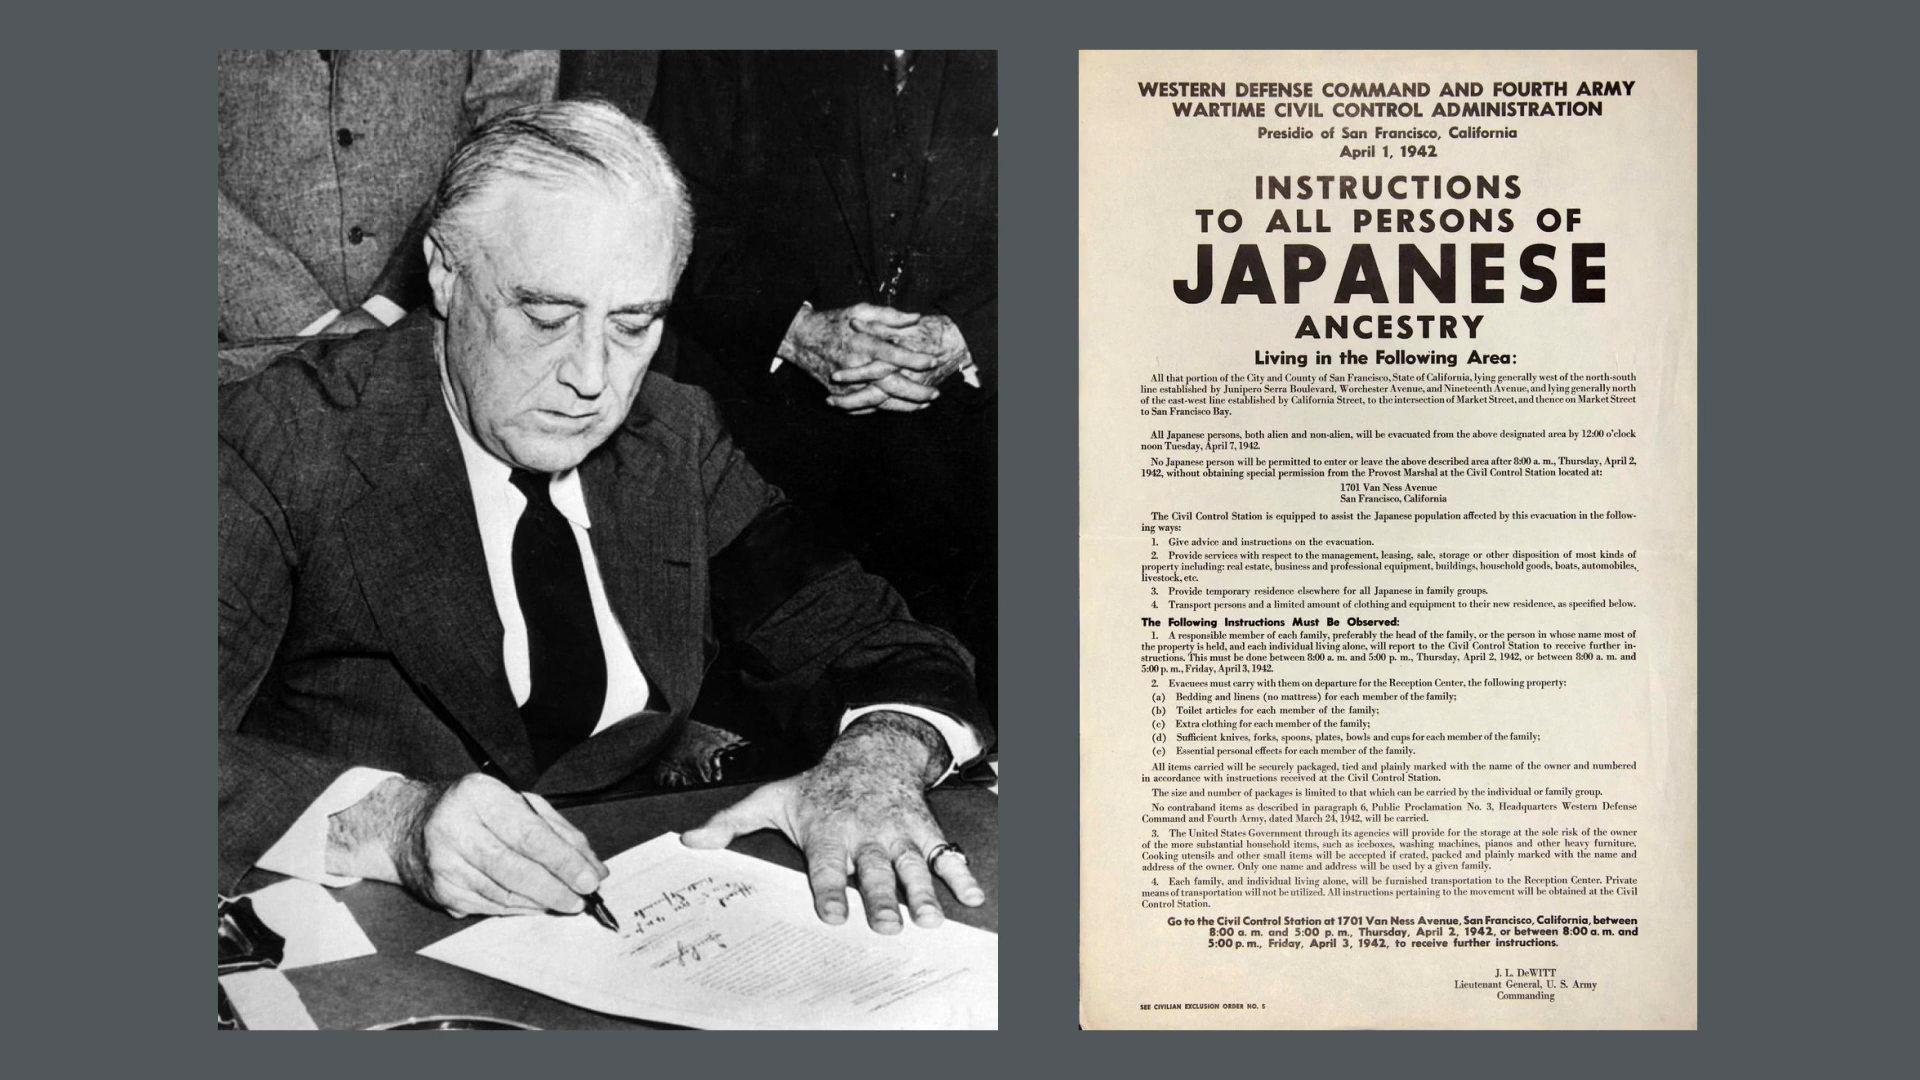 WESTERN DEFENSE COMMAND AND FOURTH ARMY
WARTIME CIVIL CONTROL ADMINISTRATION
Presidio of San Francisco, California
April 1, 1942
INSTRUCTIONS
TO ALL PERSONS OF
JAPANESE
ANCESTRY
Living in the Following Area:
All that portion of the City and County of San Francisco, State of California, lying generally west of the north-south
line established by Junipero Serra Boulevard, Worchester Avenue, and Nineteenth Avenue, and lying generally north
of the east-west line established by California Street, to the intersection of Market Street, and thence on Market Street
to San Francisco Bay.
All Japanese persons, both alien and non-alien, will be evacuated from the above designated area by 12:00 o'clock
noon Tuesday, April 7, 1942.
No Japanese person will be permitted to enter or leave the above described area after 8:00 a. m., Thursday, April 2,
1942, without obtaining special permission from the Provost Marshal at the Civil Control Station located at:
1701 Van Ness Avenue
San Francisco, California
The Civil Control Station is equipped to assist the Japanese population affected by this evacuation in the follow-
ing ways:
1. Give advice and instructions on the evacuation.
2. Provide services with respect to the management, leasing, sale, storage or other disposition of most kinds of
property including: real estate, business and professional equipment, buildings, household goods, boats, automobiles,
livestock, etc.
3. Provide temporary residence elsewhere for all Japanese in family groups.
4. Transport persons and a limited amount of clothing and equipment to their new residence, as specified below.
The Following Instructions Must Be Observed:
1. A responsible member of each family, preferably the head of the family, or the person in whose name most of
the property is held, and each individual living alone, will report to the Civil Control Station to receive further in-
structions. This must be done between 8:00 a. m. and 5:00 p. m., Thursday, April 2, 1942, or between 8:00 a. m. and
5:00 p. m., Friday, April 3, 1942.
2. Evacuees must carry with them on departure for the Reception Center, the following property:
(a) Bedding and linens (no mattress) for each member of the family;
(b) Toilet articles for each member of the family;
(c) Extra clothing for each member of the family;
(d) Sufficient knives, forks, spoons, plates, bowls and cups for each member of the family;
(e) Essential personal effects for each member of the family.
All items carried will be securely packaged, tied and plainly marked with the name of the owner and numbered
in accordance with instructions received at the Civil Control Station.
The size and number of packages is limited to that which can be carried by the individual or family group.
No contraband items as described in paragraph 6, Public Proclamation No. 3, Headquarters Western Defense
Command and Fourth Army, dated March 24, 1942, will be carried.
3. The United States Government through its agencies will provide for the storage at the sole risk of the owner
of the more substantial household items, such as iceboxes, washing machines, pianos and other heavy furniture.
Cooking utensils and other small items will be accepted if crated, packed and plainly marked with the name and
address of the owner. Only one name and address will be used by a given family.
4. Each family, and individual living alone, will be furnished transportation to the Reception Center. Private
means of transportation will not be utilized. All instructions pertaining to the movement will be obtained at the Civil
Control Station.
Go to the Civil Control Station at 1701 Van Ness Avenue, San Francisco, California, between
8:00 a. m. and 5:00 p. m., Thursday, April 2, 1942, or between 8:00 a. m. and
5:00 p. m., Friday, April 3, 1942, to receive further instructions.
J. L. DeWITT
Lieutenant General, U. S. Army
Commanding
SEE CIVILIAN EXCLUSION ORDER NO. 5